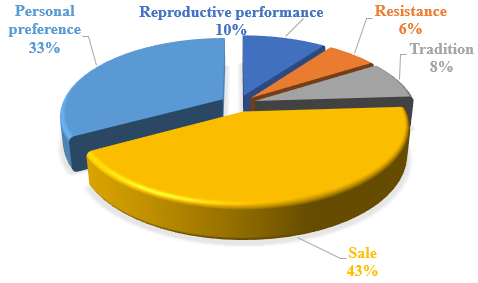 Personal
preference
33%
Reproductive performance
10%
Resistance
6%
Tradition
8%
Sale
43%